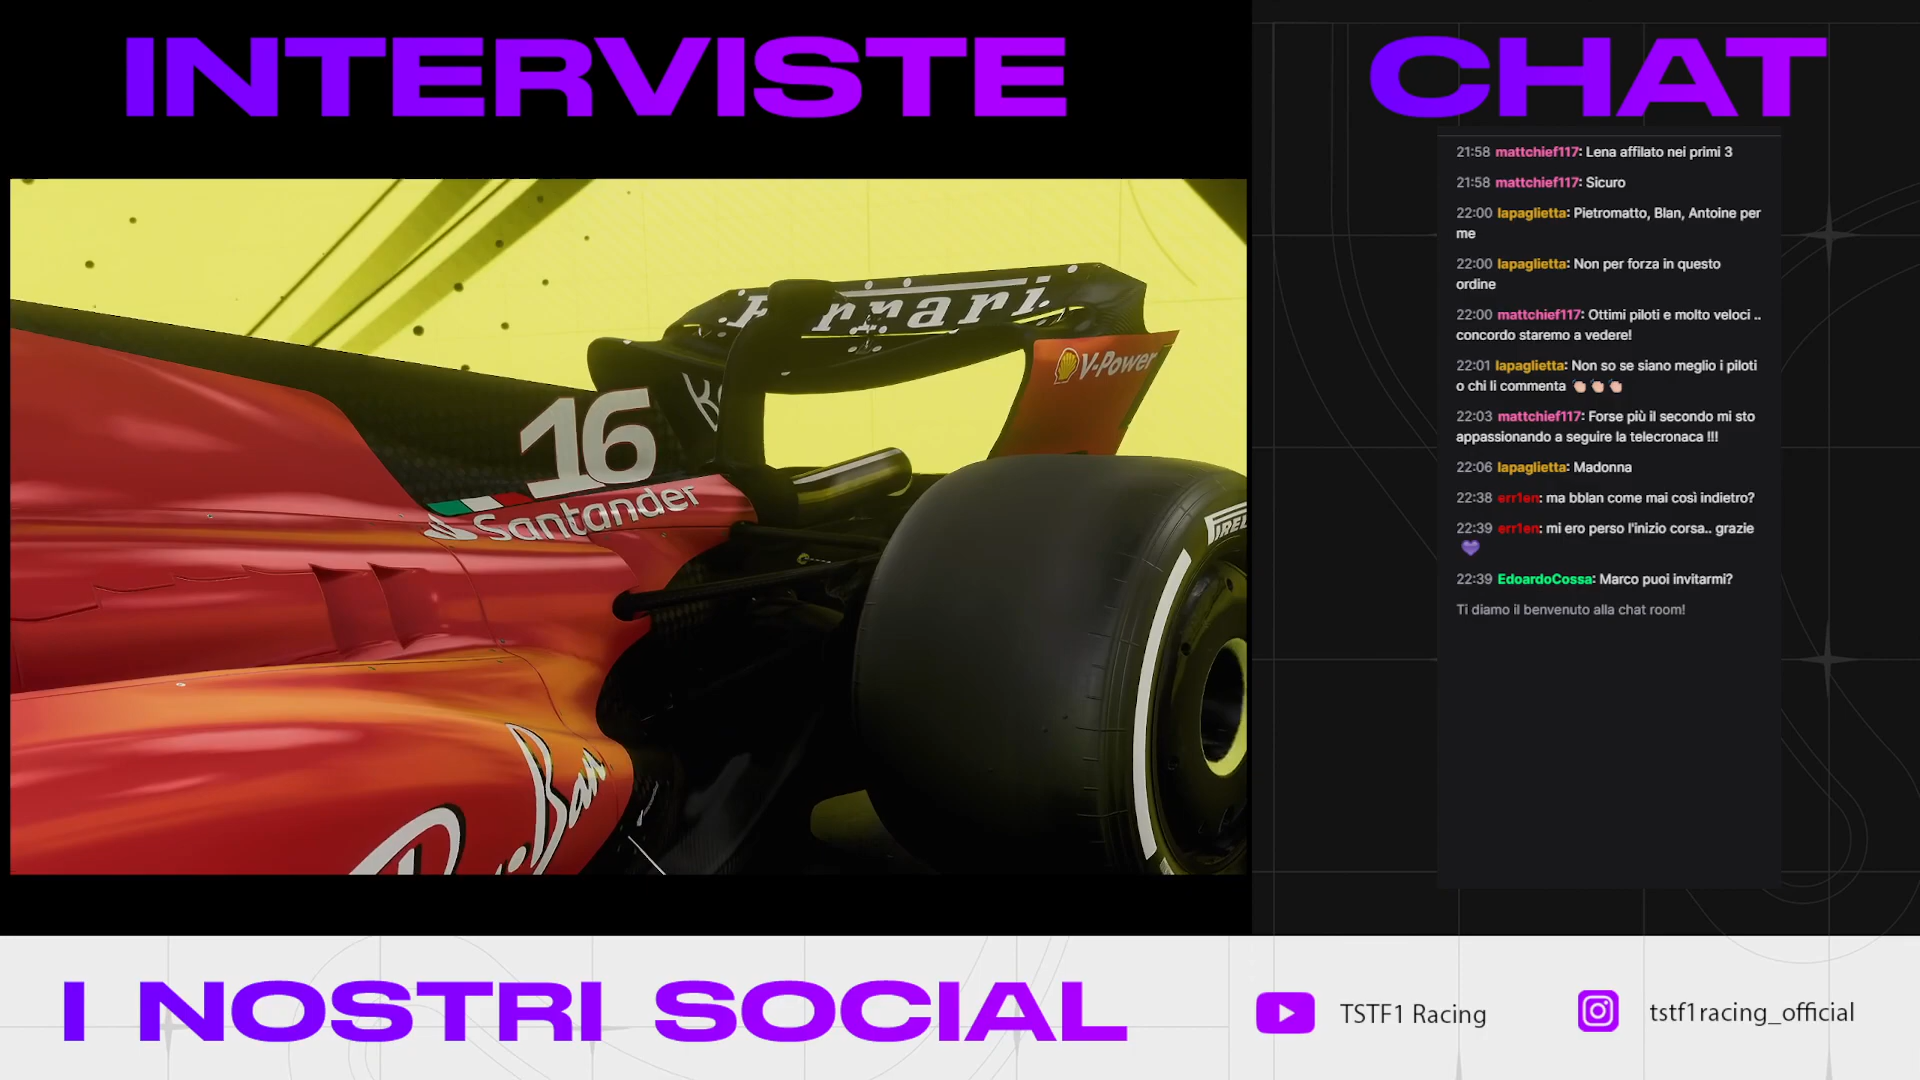 INTERVISTE
CHAT
21:58 mattchief117: Lena affilato nei primi 3
21:58 mattchief117: Sicuro
22:00 lapaglietta: Pietromatto, Blan, Antoine per
me
22:00 lapaglietta: Non per forza in questo
ordine
22:00 mattchief117: Ottimi piloti e molto veloci ..
concordo staremo a vedere!
22:01 lapaglietta: Non so se siano meglio i piloti
o chi li commenta 👏🏻👏🏻👏🏻
22:03 mattchief117: Forse più il secondo mi sto
appassionando a seguire la telecronaca !!!
22:06 lapaglietta: Madonna
22:38 err1en: ma bblan come mai così indietro?
22:39 err1en: mi ero perso l'inizio corsa.. grazie
💜
22:39 EdoardoCossa: Marco puoi invitarmi?
Ti diamo il benvenuto alla chat room!
Ferrari
V-Power
16
Santander
I NOSTRI SOCIAL
TSTF1 Racing
tstf1racing_official